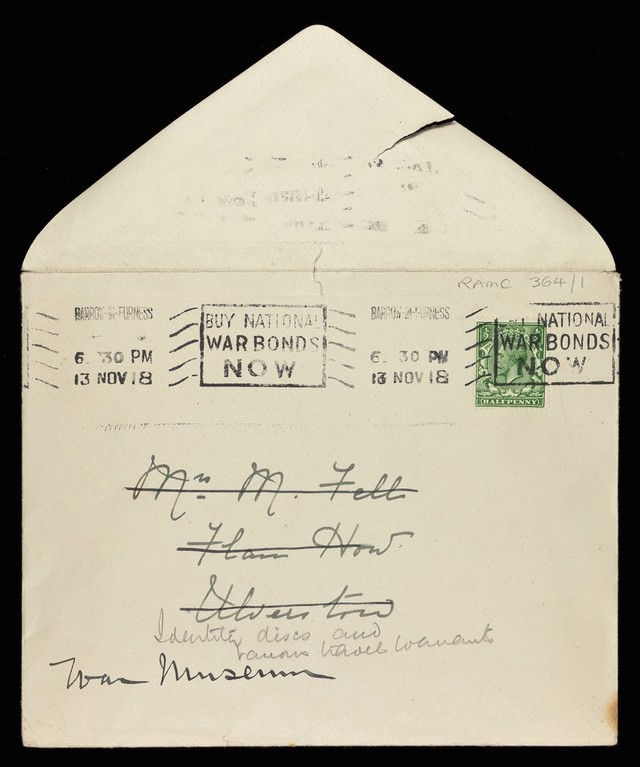 RAMC 364/1
BARROW-IN-FURNESS
6. 30 PM
13 NOV 18
BUY NATIONAL
WAR BONDS
NOW
BARROW-IN-FURNESS
6. 30 PM
13 NOV 18
NATIONAL
WAR BONDS
NOW
HALFPENNY
Mrs M. Fell
Flan How
Ulverston
Identity discs and
various travel warrants
War Museum